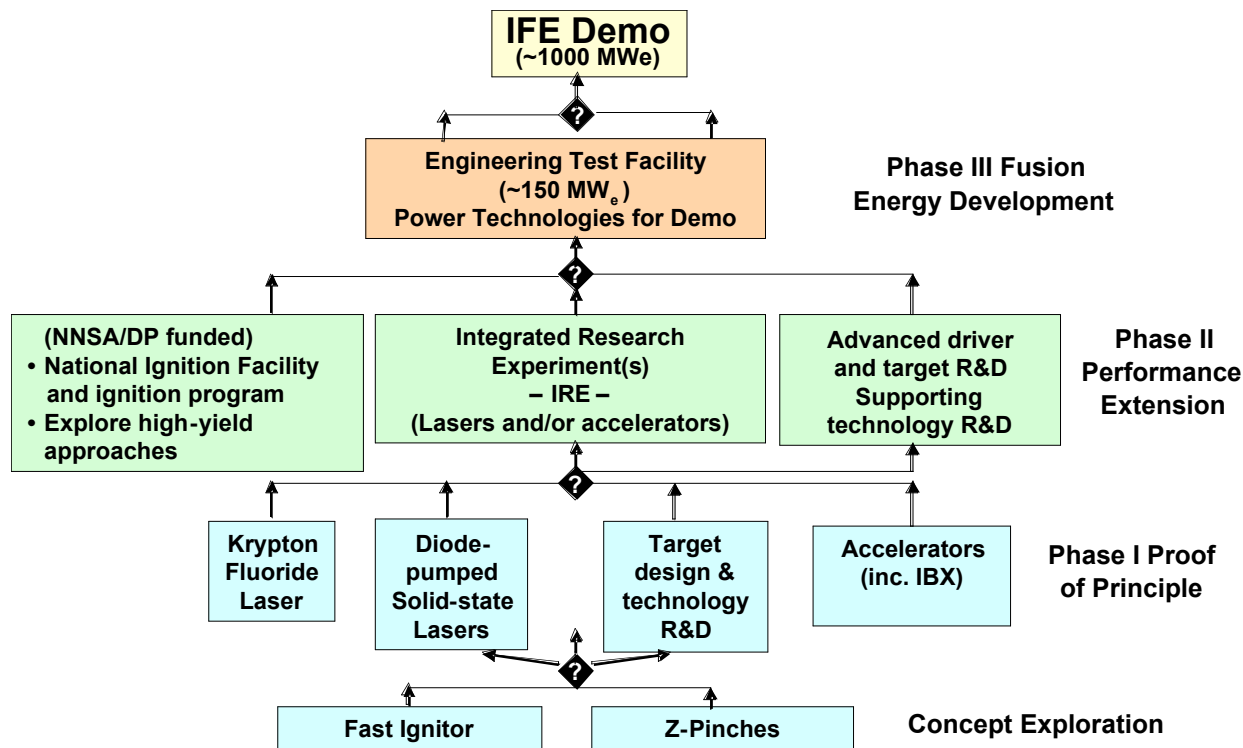 IFE Demo
(~1000 MWe)
?
Engineering Test Facility
(~150 MWe)
Power Technologies for Demo
Phase III Fusion
Energy Development
?
(NNSA/DP funded)
• National Ignition Facility
and ignition program
• Explore high-yield
approaches
Integrated Research
Experiment(s)
– IRE –
(Lasers and/or accelerators)
Advanced driver
and target R&D
Supporting
technology R&D
Phase II
Performance
Extension
?
Krypton
Fluoride
Laser
Diode-
pumped
Solid-state
Lasers
Target
design &
technology
R&D
Accelerators
(inc. IBX)
Phase I Proof
of Principle
?
Fast Ignitor
Z-Pinches
Concept Exploration